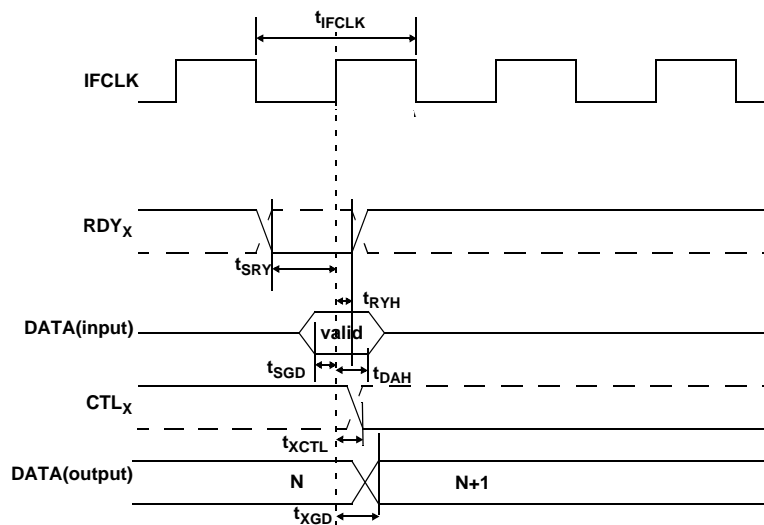 tIFCLK
IFCLK
RDYX
tSRY
tRYH
DATA(input)
valid
tSGD
tDAH
CTLX
tXCTL
DATA(output)
N
N+1
tXGD